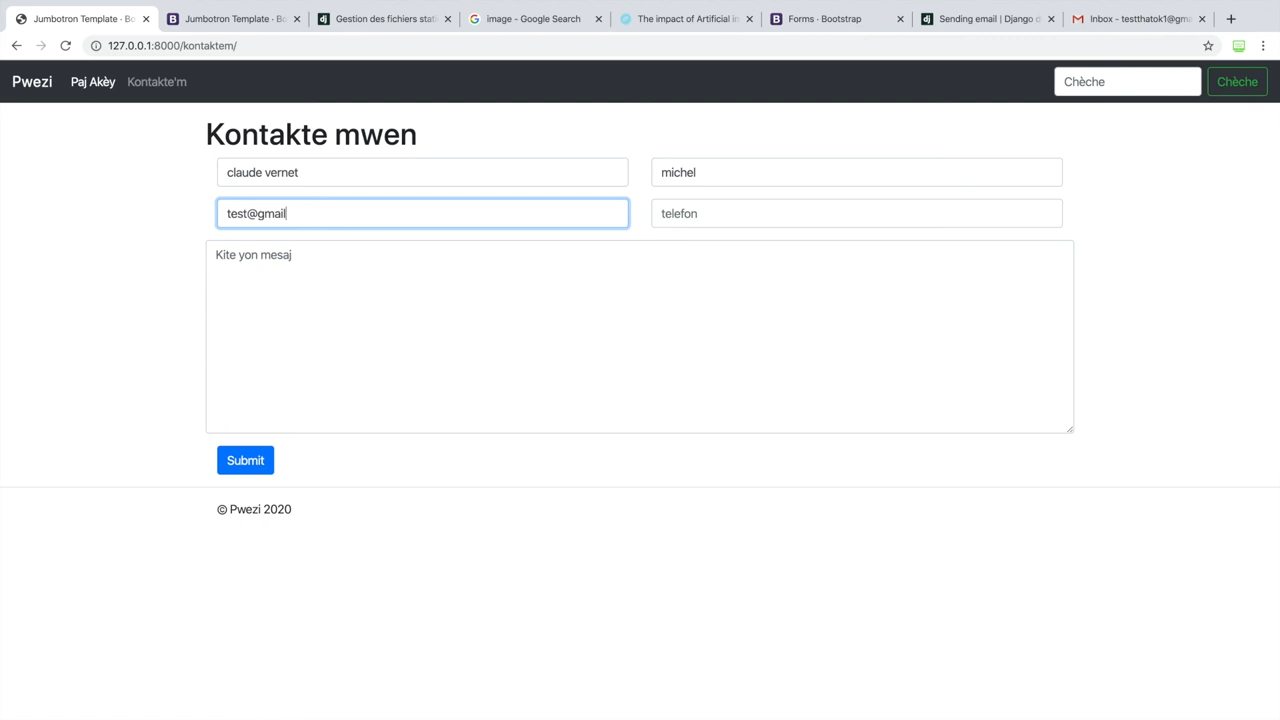 Jumbotron Template · Bo
Jumbotron Template · Bo
Gestion des fichiers stati
image - Google Search
The impact of Artificial in
Forms · Bootstrap
Sending email | Django d
Inbox - testthatok1@gma
127.0.0.1:8000/kontaktem/
Pwezi
Paj Akèy
Kontakte'm
Chèche
Chèche
Kontakte mwen
claude vernet
michel
test@gmail
telefon
Kite yon mesaj
Submit
© Pwezi 2020